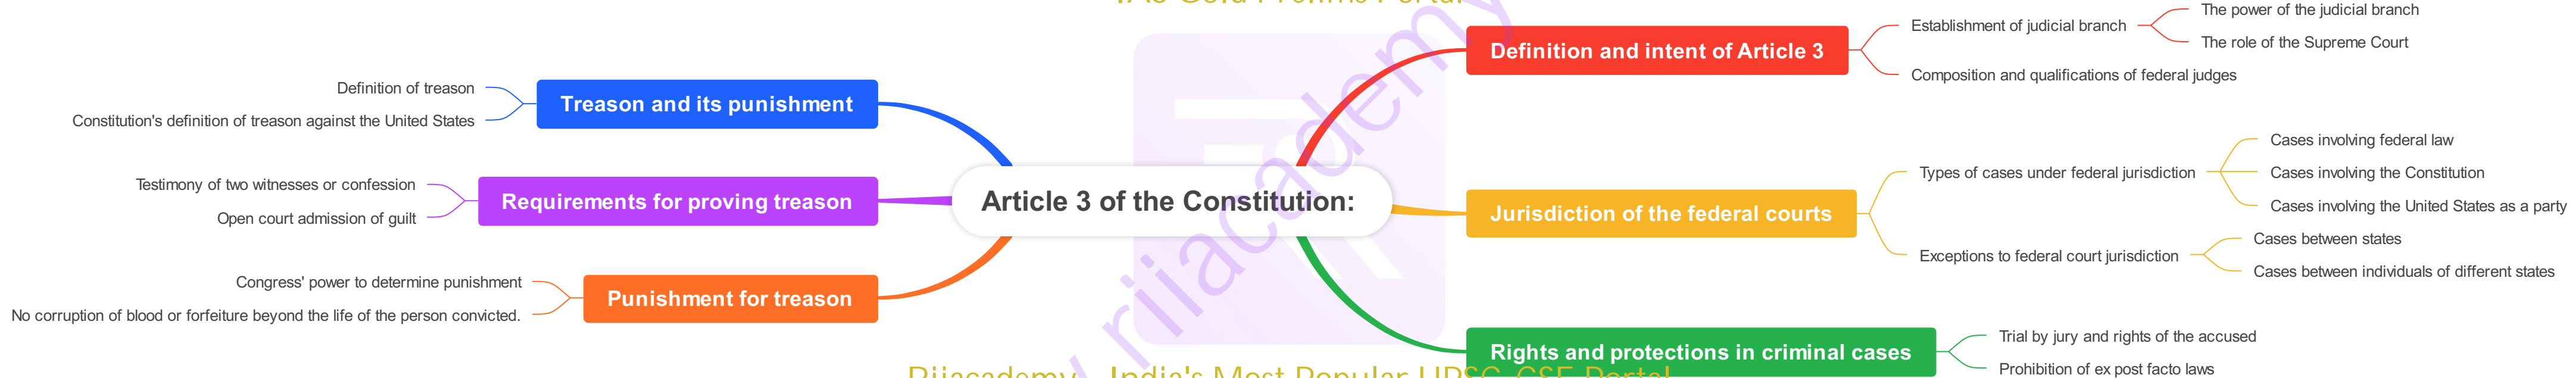 Article 3 of the Constitution:
Definition and intent of Article 3
Establishment of judicial branch
The power of the judicial branch
The role of the Supreme Court
Composition and qualifications of federal judges
Jurisdiction of the federal courts
Types of cases under federal jurisdiction
Cases involving federal law
Cases involving the Constitution
Cases involving the United States as a party
Exceptions to federal court jurisdiction
Cases between states
Cases between individuals of different states
Rights and protections in criminal cases
Trial by jury and rights of the accused
Prohibition of ex post facto laws
Treason and its punishment
Definition of treason
Constitution's definition of treason against the United States
Requirements for proving treason
Testimony of two witnesses or confession
Open court admission of guilt
Punishment for treason
Congress' power to determine punishment
No corruption of blood or forfeiture beyond the life of the person convicted.
riiacademy
India's Most Popular UPSC-CSE Portal